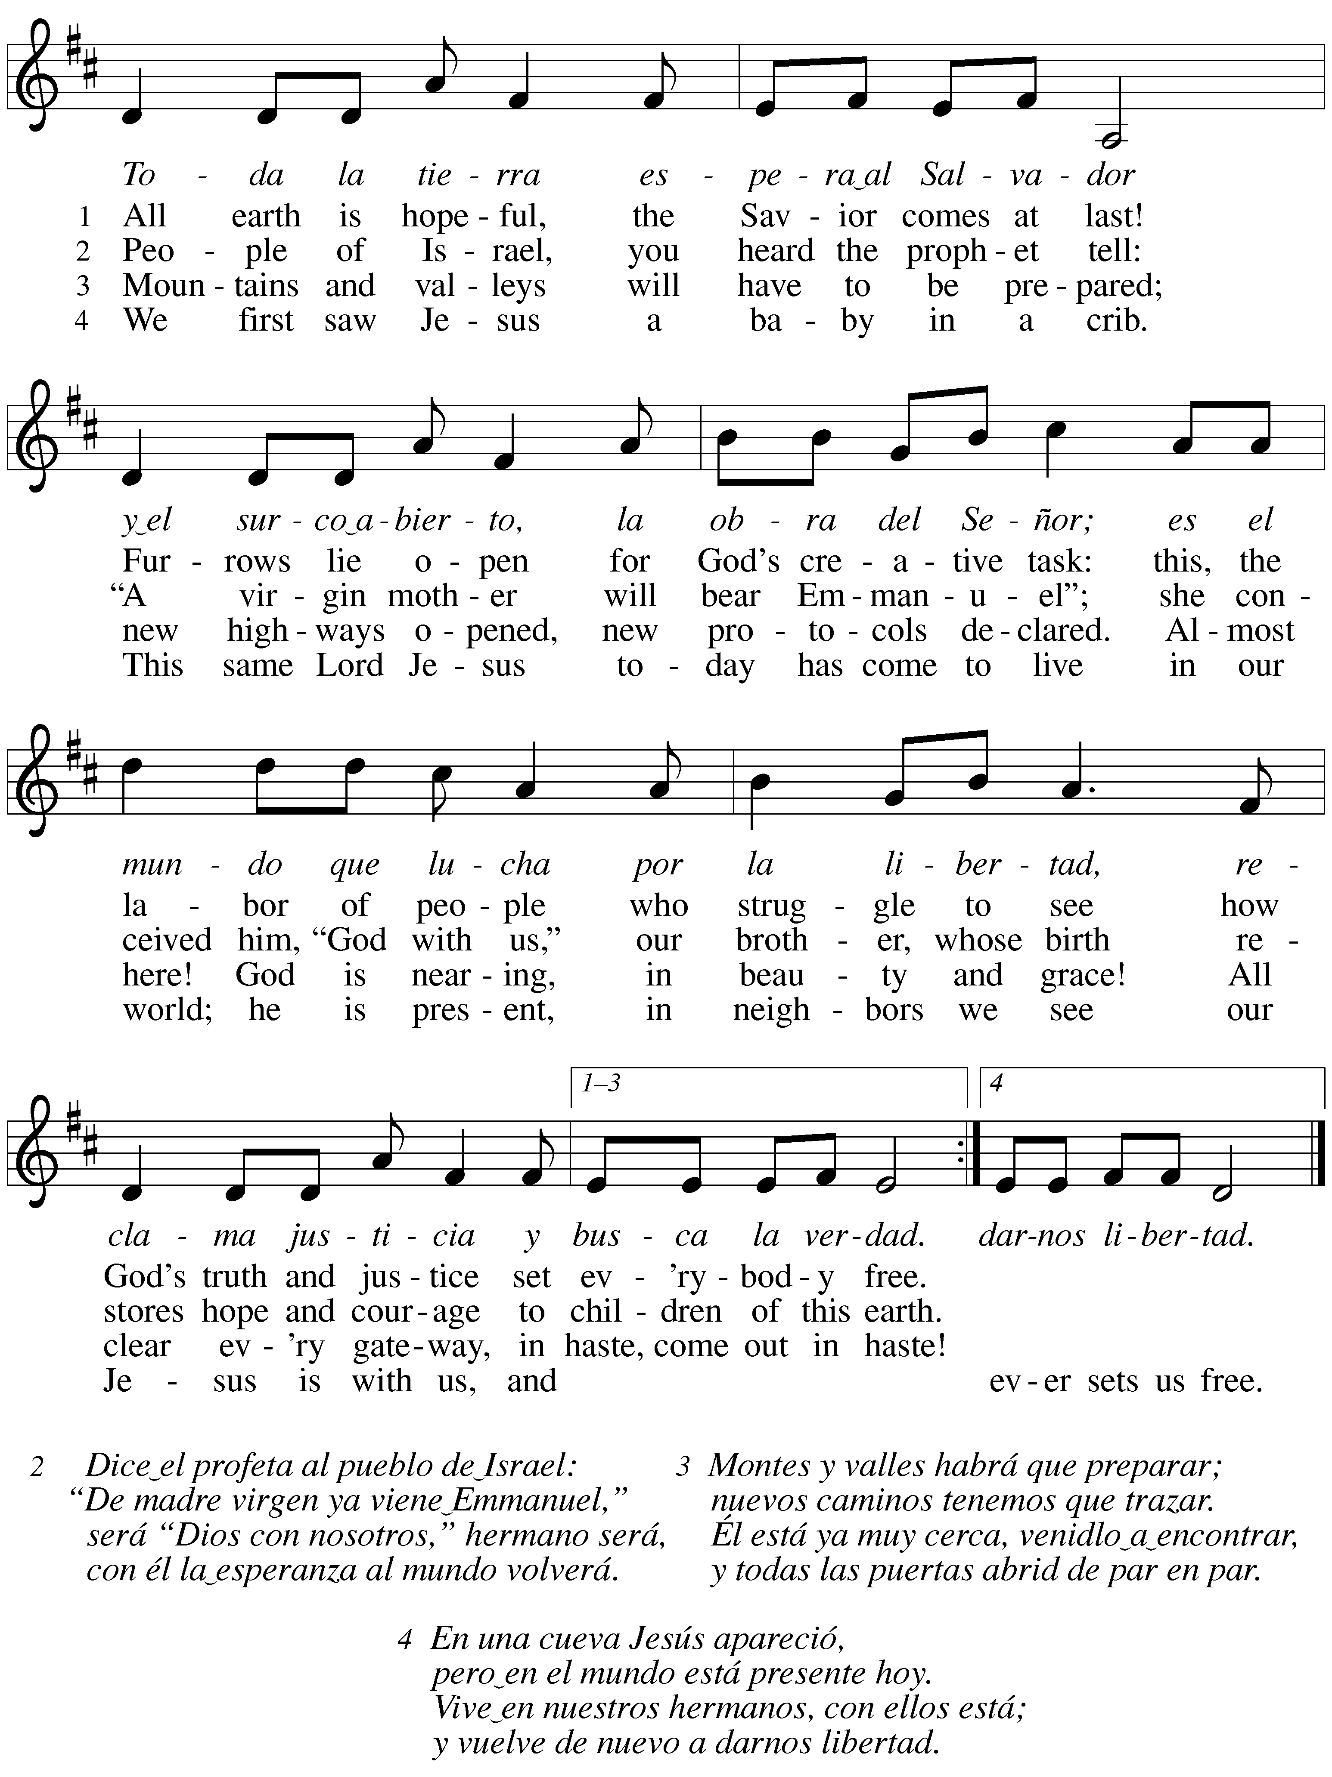 To - da la tie - rra es - pe - ra‿al Sal - va - dor
1 All earth is hope - ful, the Sav - ior comes at last!
2 Peo - ple of Is - rael, you heard the proph - et tell:
3 Moun - tains and val - leys will have to be pre - pared;
4 We first saw Je - sus a ba - by in a crib.
y‿el sur - co‿a - bier - to, la ob - ra del Se - ñor; es el
Fur - rows lie o - pen for God's cre - a - tive task: this, the
“A vir - gin moth - er will bear Em - man - u - el”; she con -
new high - ways o - pened, new pro - to - cols de - clared. Al - most
This same Lord Je - sus to - day has come to live in our
mun - do que lu - cha por la li - ber - tad, re -
la - bor of peo - ple who strug - gle to see how
ceived him, “God with us,” our broth - er, whose birth re -
here! God is near - ing, in beau - ty and grace! All
world; he is pres - ent, in neigh - bors we see our
1–3 4
cla - ma jus - ti - cia y bus - ca la ver - dad. dar - nos li - ber - tad.
God's truth and jus - tice set ev - 'ry - bod - y free.
stores hope and cour - age to chil - dren of this earth.
clear ev - 'ry gate - way, in haste, come out in haste!
Je - sus is with us, and ev - er sets us free.
2 Dice‿el profeta al pueblo de‿Israel:
“De madre virgen ya viene‿Emmanuel,”
será “Dios con nosotros,” hermano será,
con él la‿esperanza al mundo volverá.
3 Montes y valles habrá que preparar;
nuevos caminos tenemos que trazar.
Él está ya muy cerca, venidlo‿a‿encontrar,
y todas las puertas abrid de par en par.
4 En una cueva Jesús apareció,
pero‿en el mundo está presente hoy.
Vive‿en nuestros hermanos, con ellos está;
y vuelve de nuevo a darnos libertad.